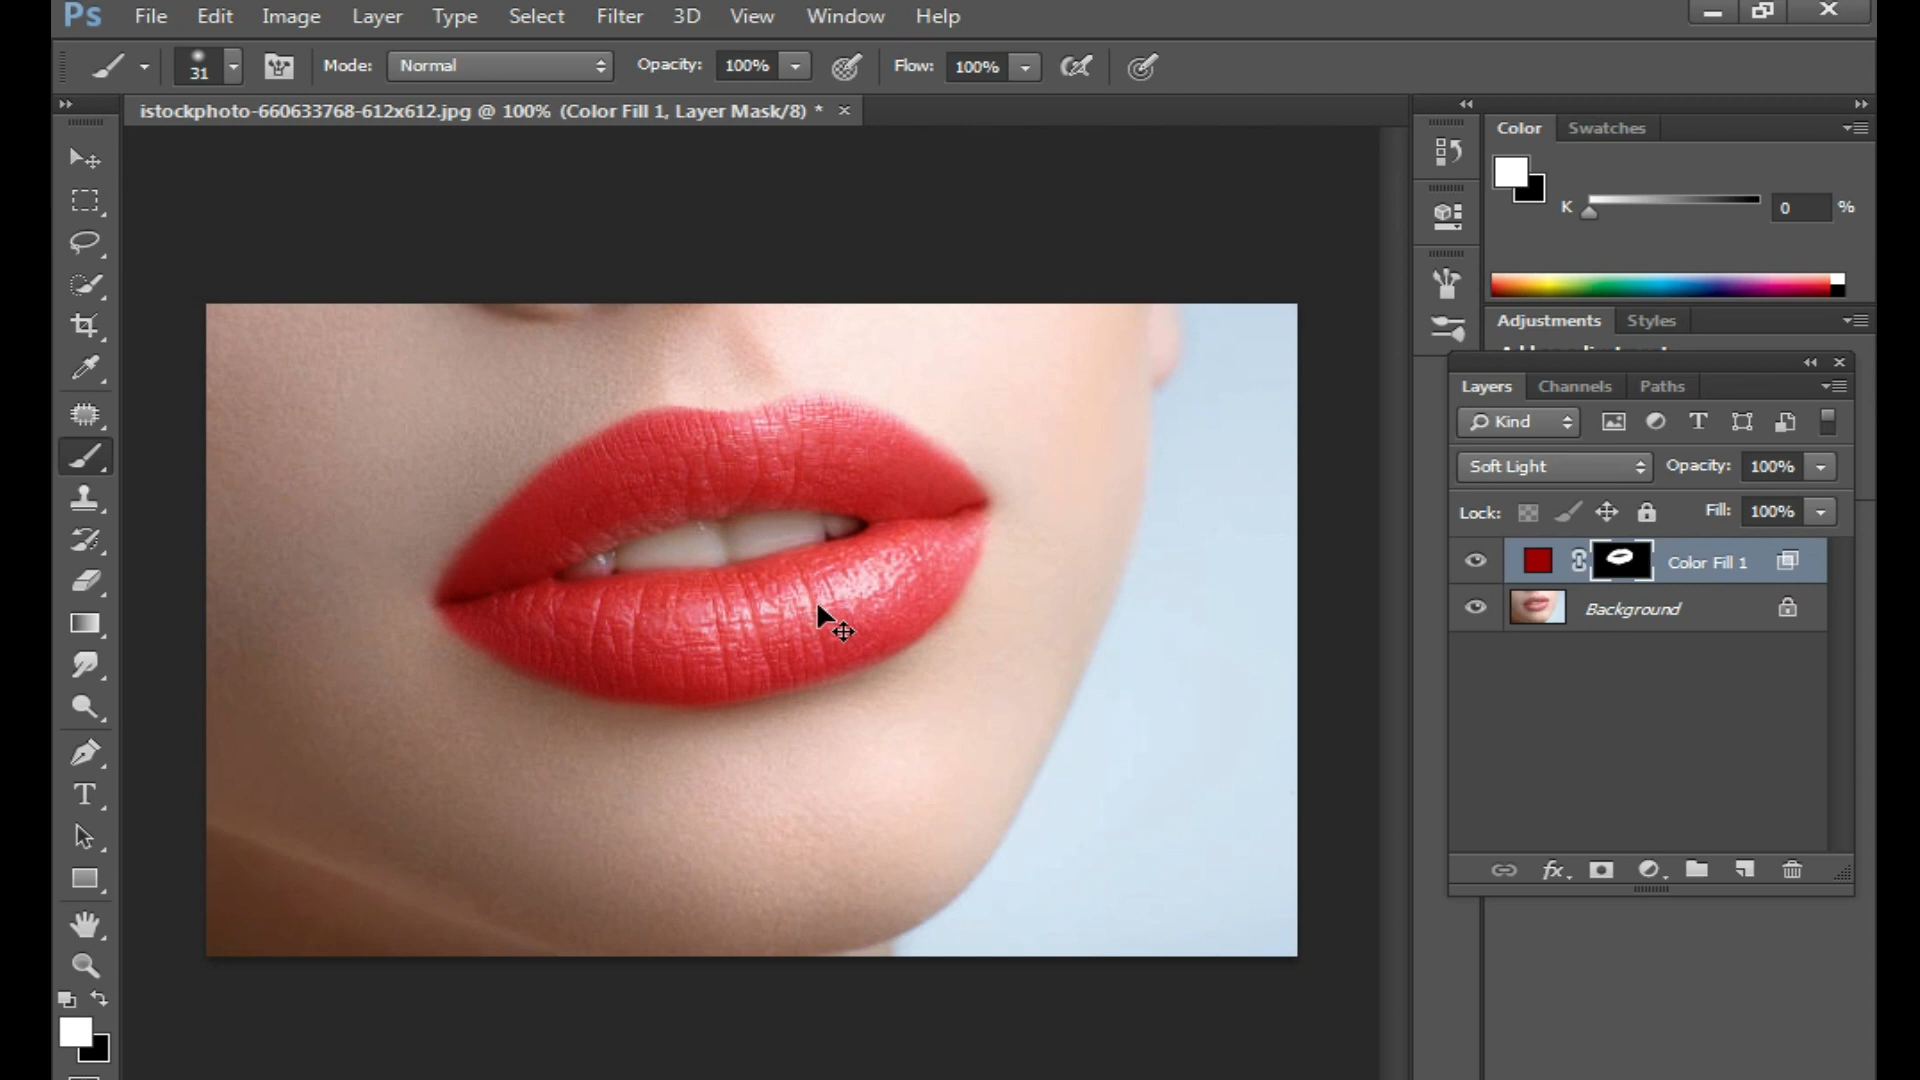 Ps File Edit Image Layer Type Select Filter 3D View Window Help
31 Mode: Normal Opacity: 100% Flow: 100%
istockphoto-660633768-612x612.jpg @ 100% (Color Fill 1, Layer Mask/8) *
Color Swatches
K 0 %
Adjustments Styles
Layers Channels Paths
Kind
Soft Light Opacity: 100%
Lock: Fill: 100%
Color Fill 1
Background
fx